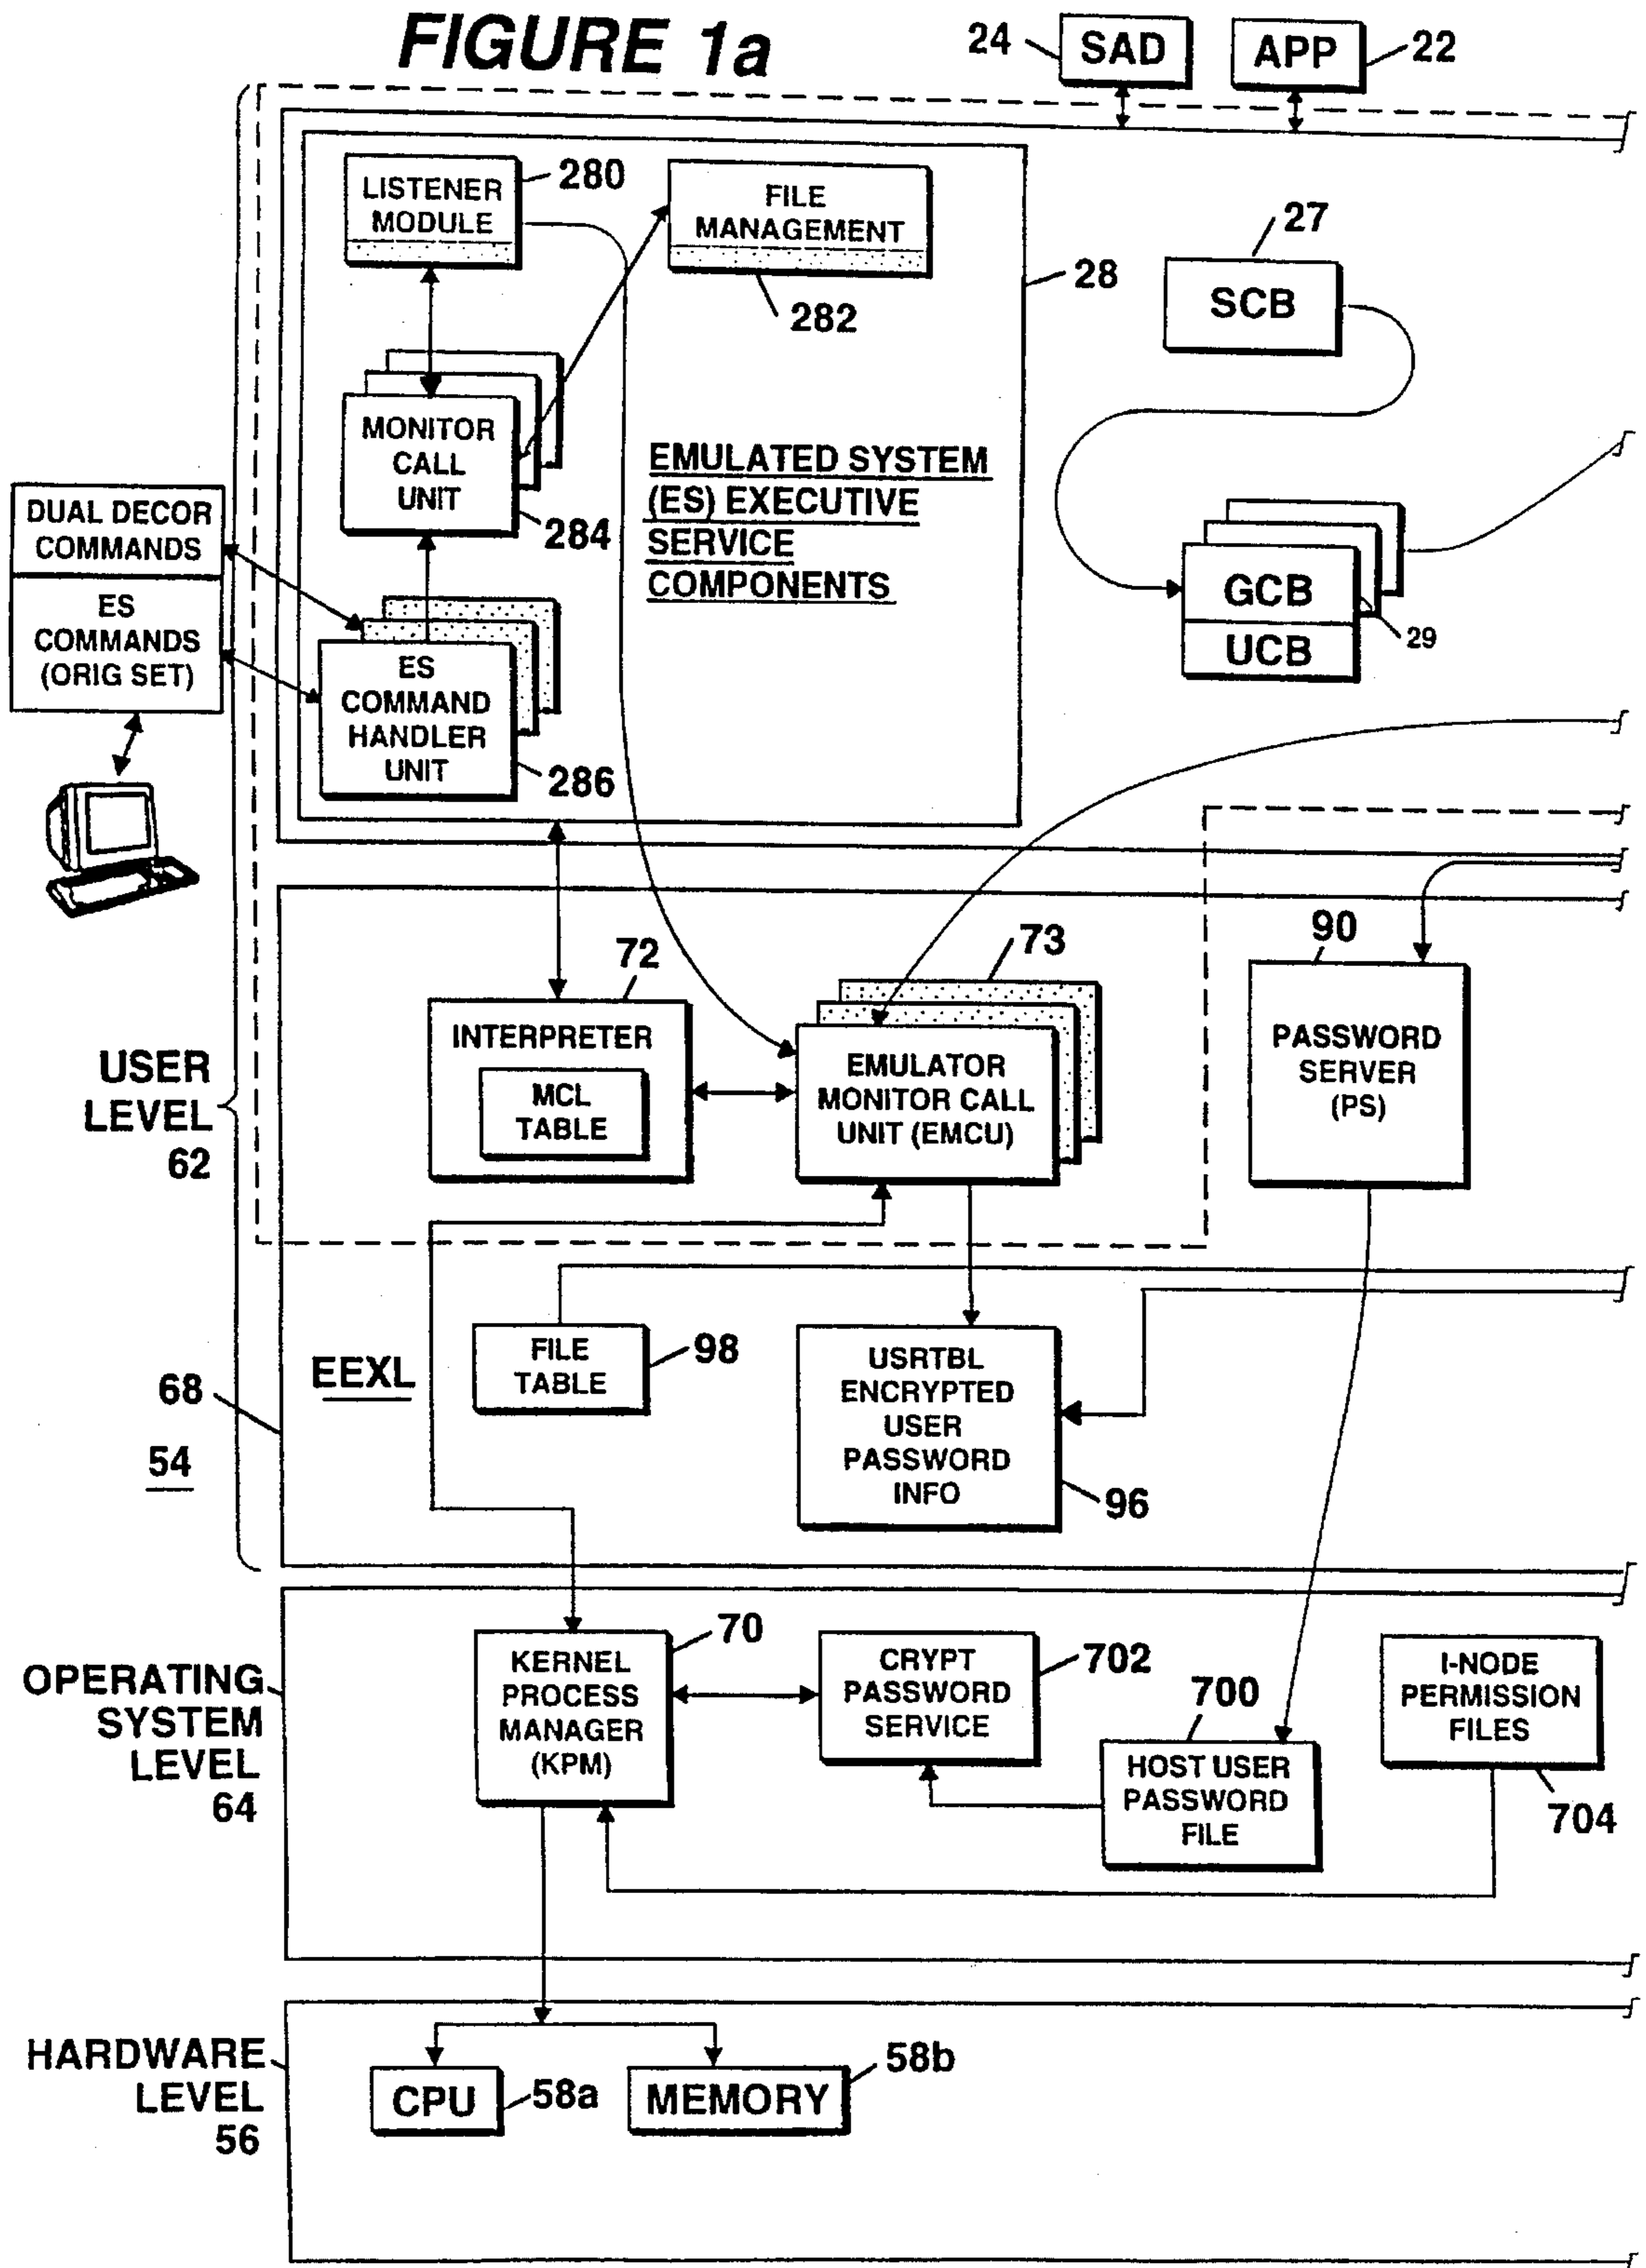 FIGURE 1a
24
SAD
APP
22
LISTENER
MODULE
280
FILE
MANAGEMENT
282
28
27
SCB
MONITOR
CALL
UNIT
284
EMULATED SYSTEM
(ES) EXECUTIVE
SERVICE
COMPONENTS
DUAL DECOR
COMMANDS
ES
COMMANDS
(ORIG SET)
GCB
UCB
29
ES
COMMAND
HANDLER
UNIT
286
72
INTERPRETER
MCL
TABLE
73
EMULATOR
MONITOR CALL
UNIT (EMCU)
90
PASSWORD
SERVER
(PS)
USER
LEVEL
62
68
54
EEXL
FILE
TABLE
98
USRTBL
ENCRYPTED
USER
PASSWORD
INFO
96
OPERATING
SYSTEM
LEVEL
64
KERNEL
PROCESS
MANAGER
(KPM)
70
CRYPT
PASSWORD
SERVICE
702
700
HOST USER
PASSWORD
FILE
I-NODE
PERMISSION
FILES
704
HARDWARE
LEVEL
56
CPU
58a
MEMORY
58b